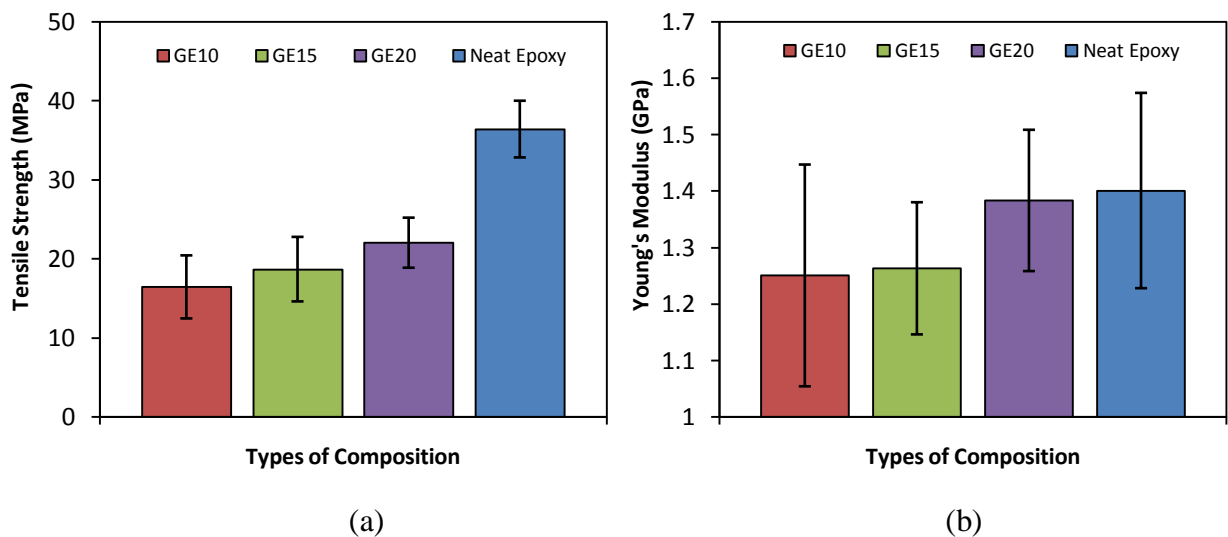 50
40
30
20
10
0
Tensile Strength (MPa)
GE10 GE15 GE20 Neat Epoxy
Types of Composition
(a)
1.7
1.6
1.5
1.4
1.3
1.2
1.1
1
Young's Modulus (GPa)
GE10 GE15 GE20 Neat Epoxy
Types of Composition
(b)